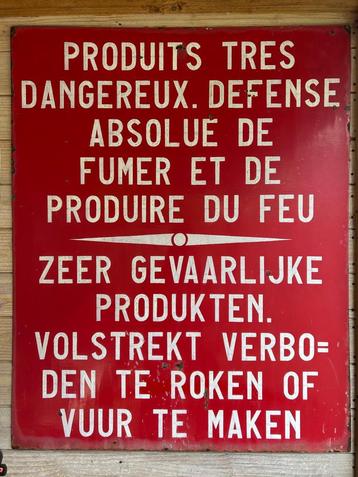 PRODUITS TRES
DANGEREUX. DEFENSE
ABSOLUE DE
FUMER ET DE
PRODUIRE DU FEU
ZEER GEVAARLIJKE
PRODUKTEN.
VOLSTREKT VERBO=
DEN TE ROKEN OF
VUUR TE MAKEN